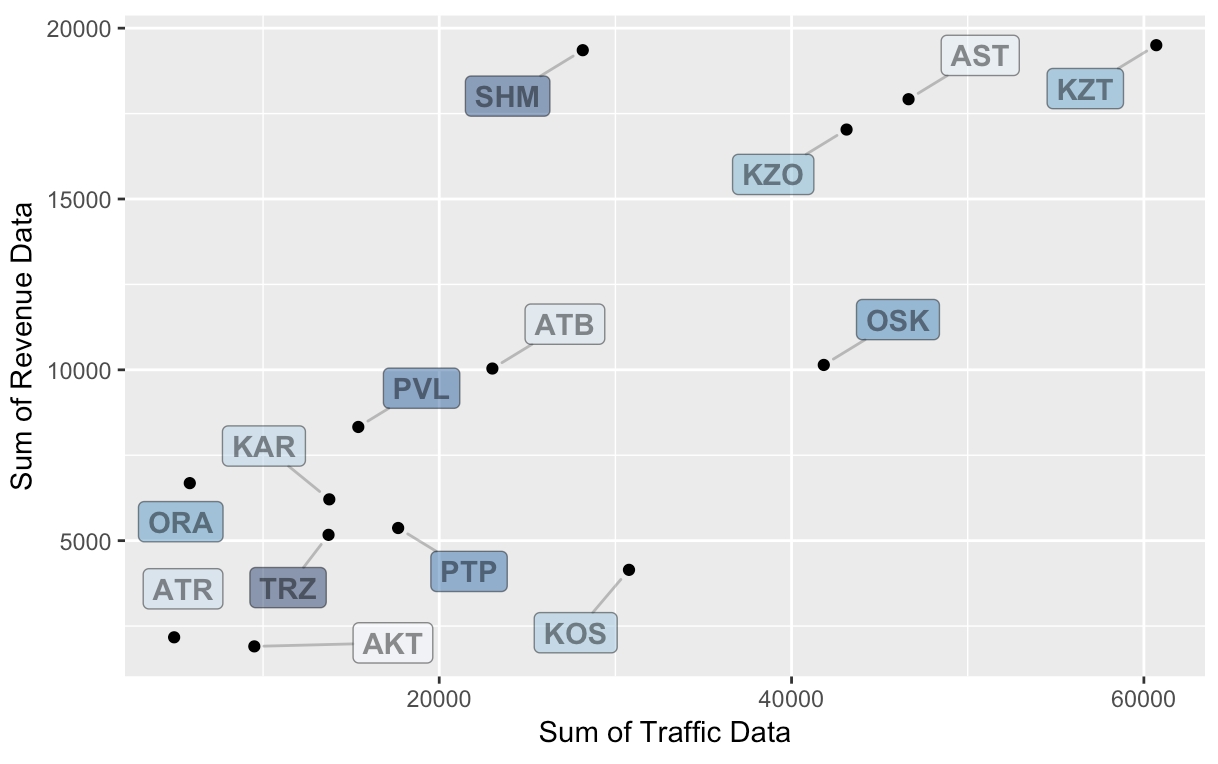 20000
15000
10000
5000
Sum of Revenue Data
SHM
AST
KZT
KZO
ATB
OSK
PVL
KAR
ORA
PTP
ATR
TRZ
KOS
AKT
20000
40000
60000
Sum of Traffic Data